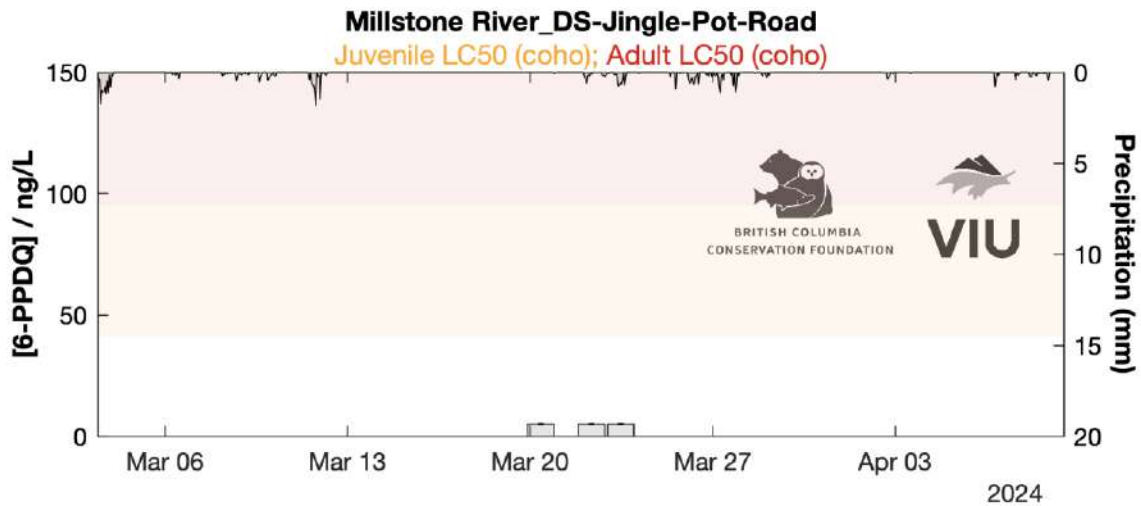 Millstone River_DS-Jingle-Pot-Road
Juvenile LC50 (coho); Adult LC50 (coho)
[6-PPDQ] / ng/L
150
100
50
0
Precipitation (mm)
0
5
10
15
20
BRITISH COLUMBIA
CONSERVATION FOUNDATION
VIU
Mar 06
Mar 13
Mar 20
Mar 27
Apr 03
2024